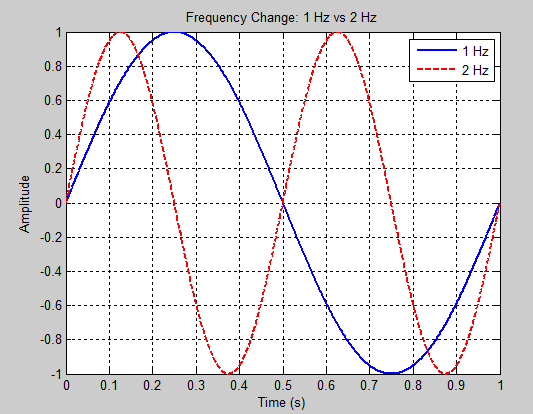 Frequency Change: 1 Hz vs 2 Hz
1 Hz
2 Hz
1
0.8
0.6
0.4
0.2
0
-0.2
-0.4
-0.6
-0.8
-1
Amplitude
0 0.1 0.2 0.3 0.4 0.5 0.6 0.7 0.8 0.9 1
Time (s)